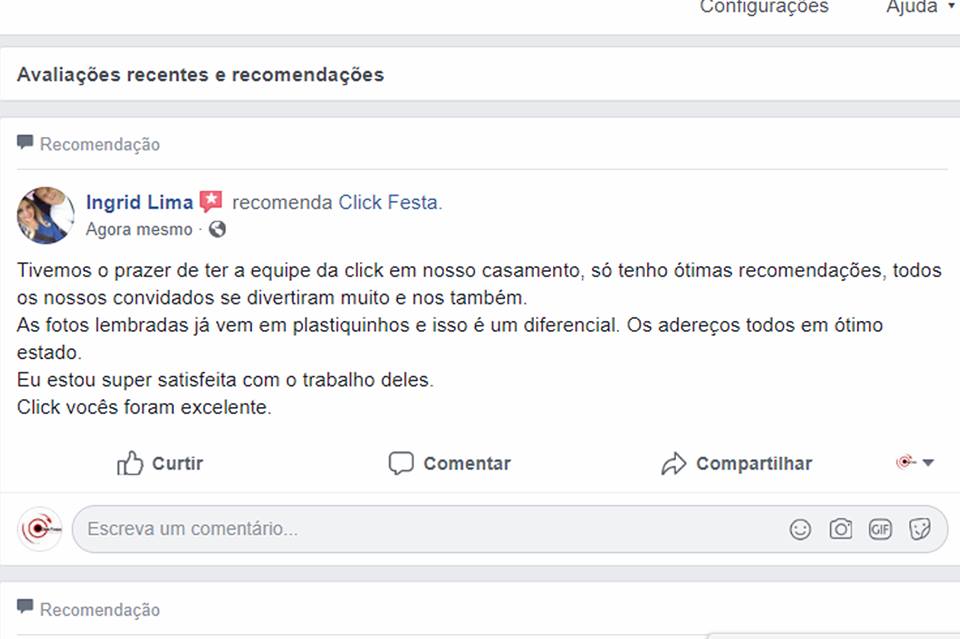 Configurações Ajuda
Avaliações recentes e recomendações
Recomendação
Ingrid Lima recomenda Click Festa.
Agora mesmo ·
Tivemos o prazer de ter a equipe da click em nosso casamento, só tenho ótimas recomendações, todos
os nossos convidados se divertiram muito e nos também.
As fotos lembradas já vem em plastiquinhos e isso é um diferencial. Os adereços todos em ótimo
estado.
Eu estou super satisfeita com o trabalho deles.
Click vocês foram excelente.
Curtir Comentar Compartilhar
Escreva um comentário...
GIF
Recomendação